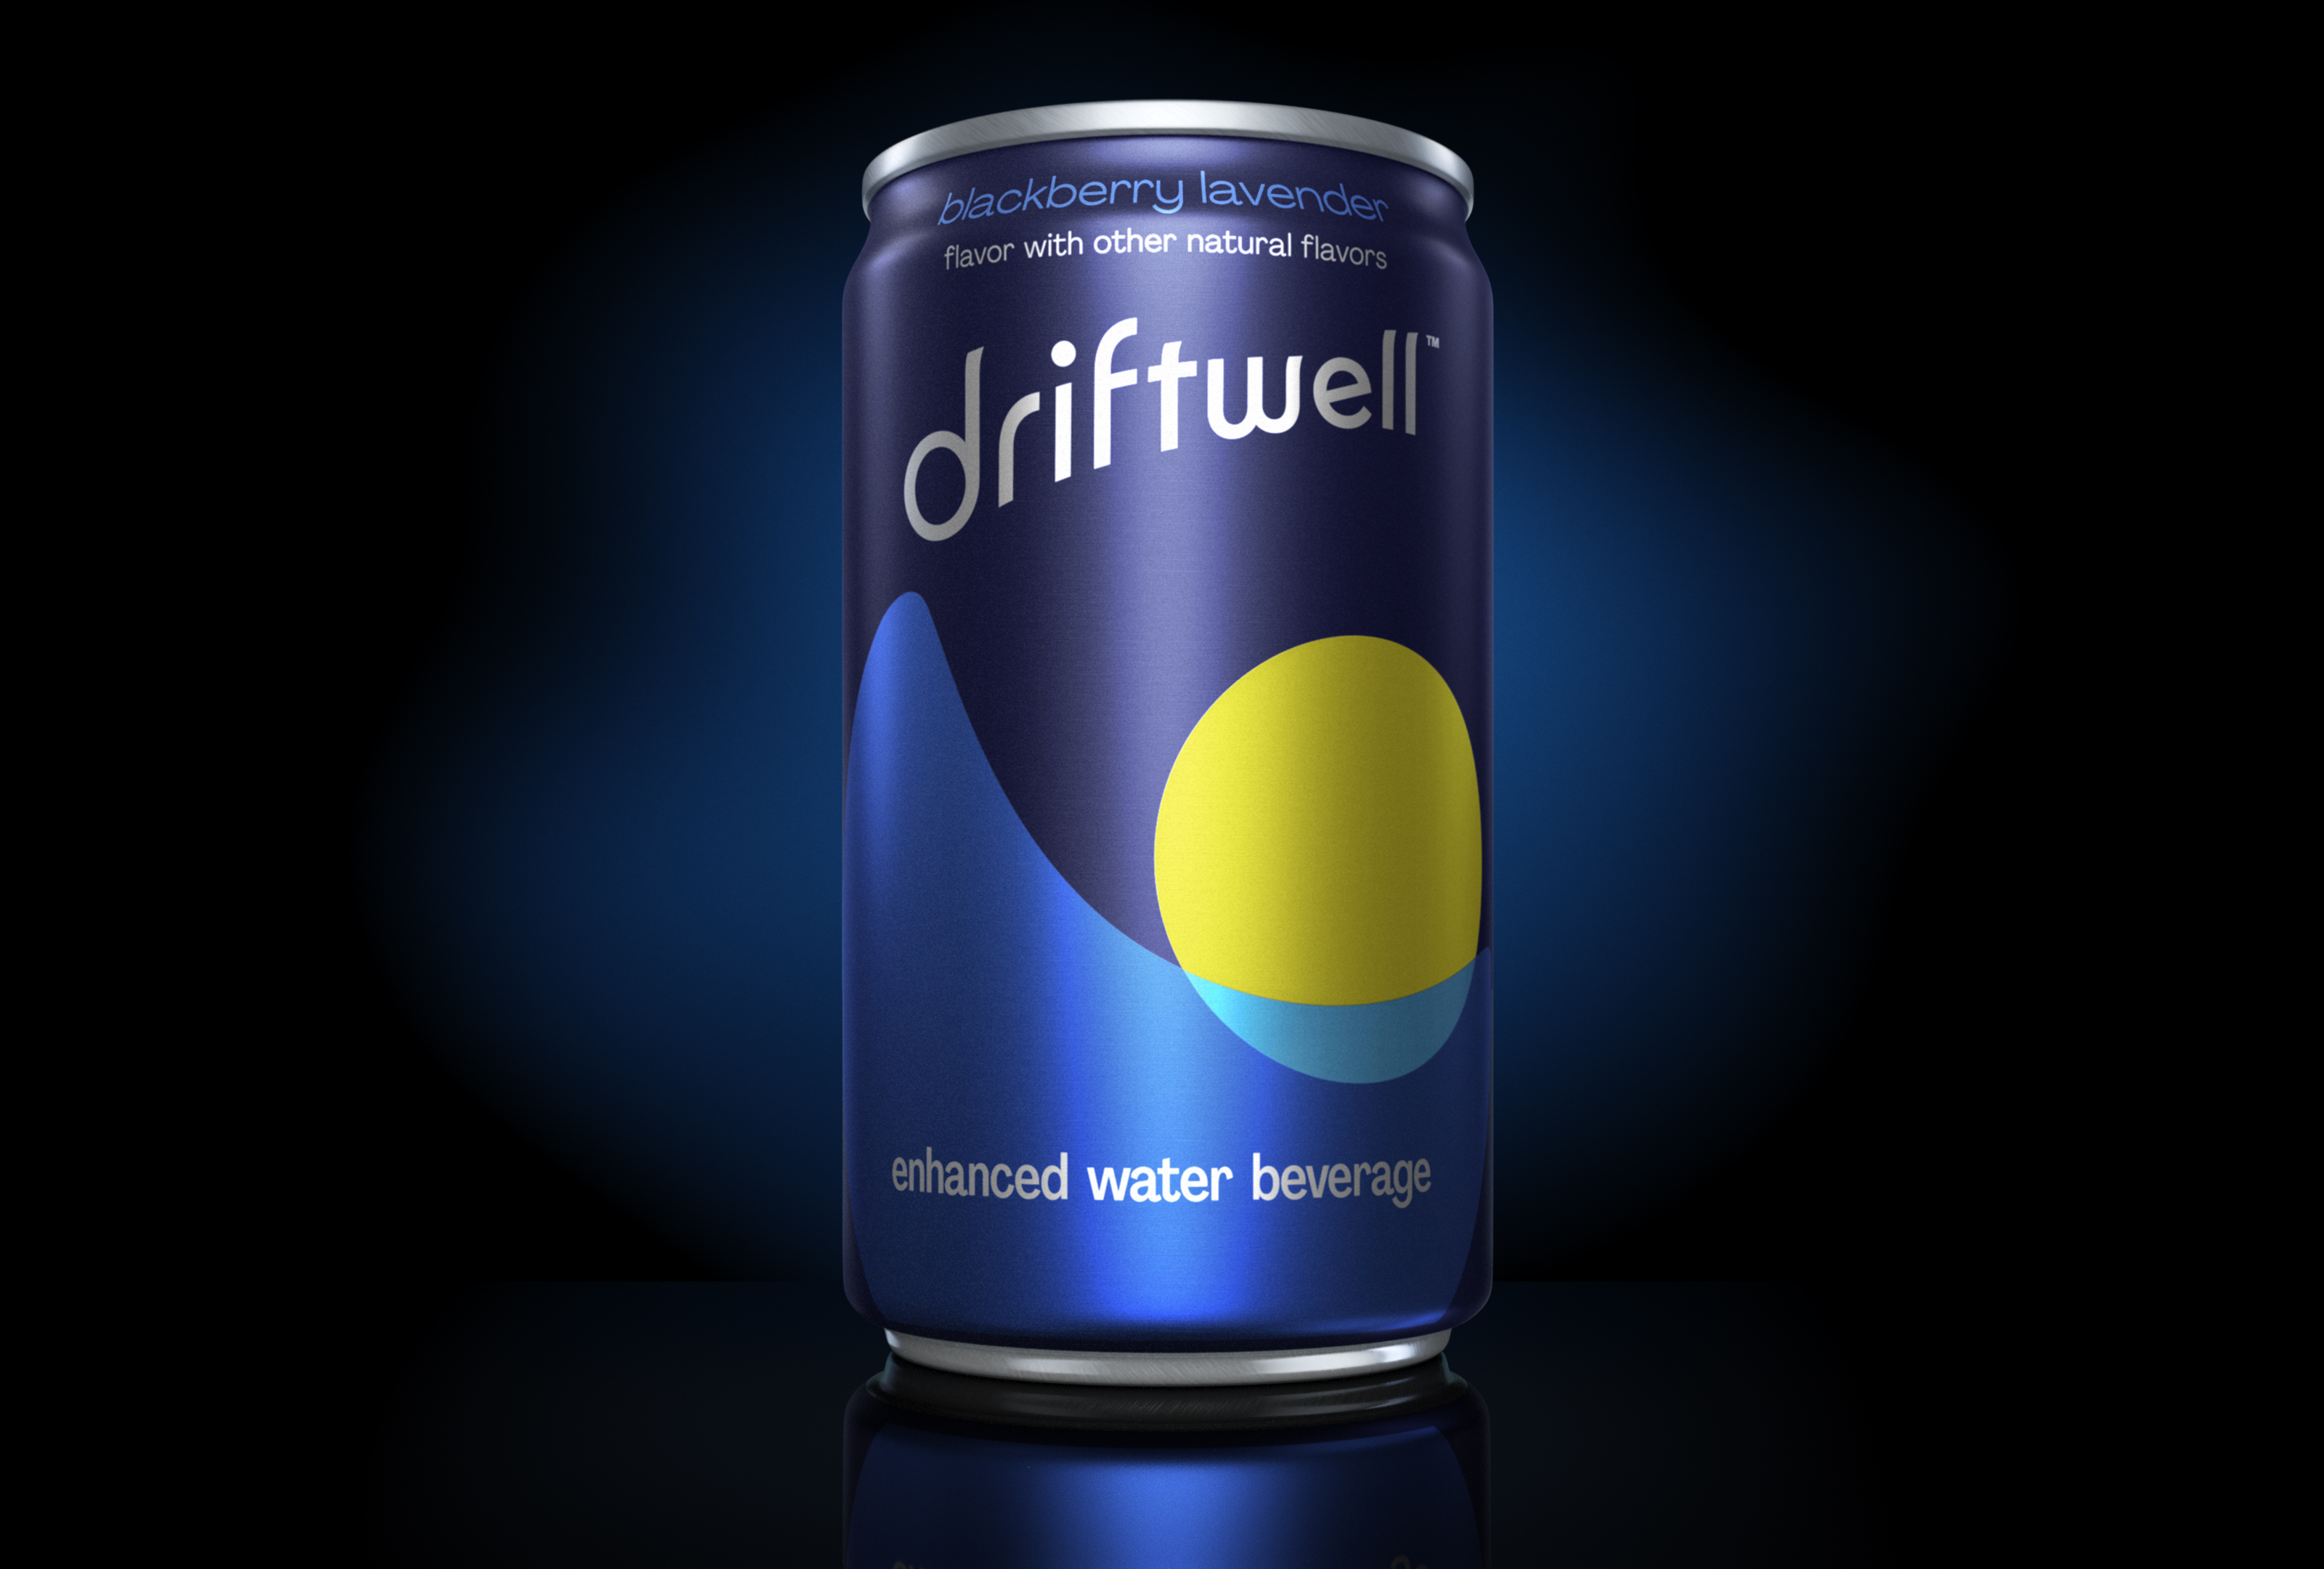 blackberry lavender
flavor with other natural flavors
driftwell™
enhanced water beverage